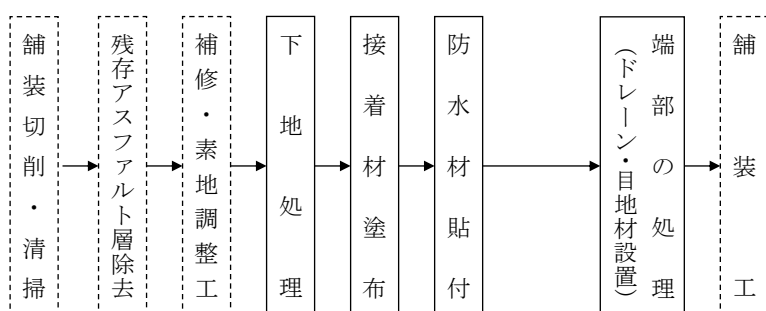 舗装切削・清掃
残存アスファルト層除去
補修・素地調整工
下地処理
接着材塗布
防水材貼付
端部の処理
(ドレーン・目地材設置)
舗装工